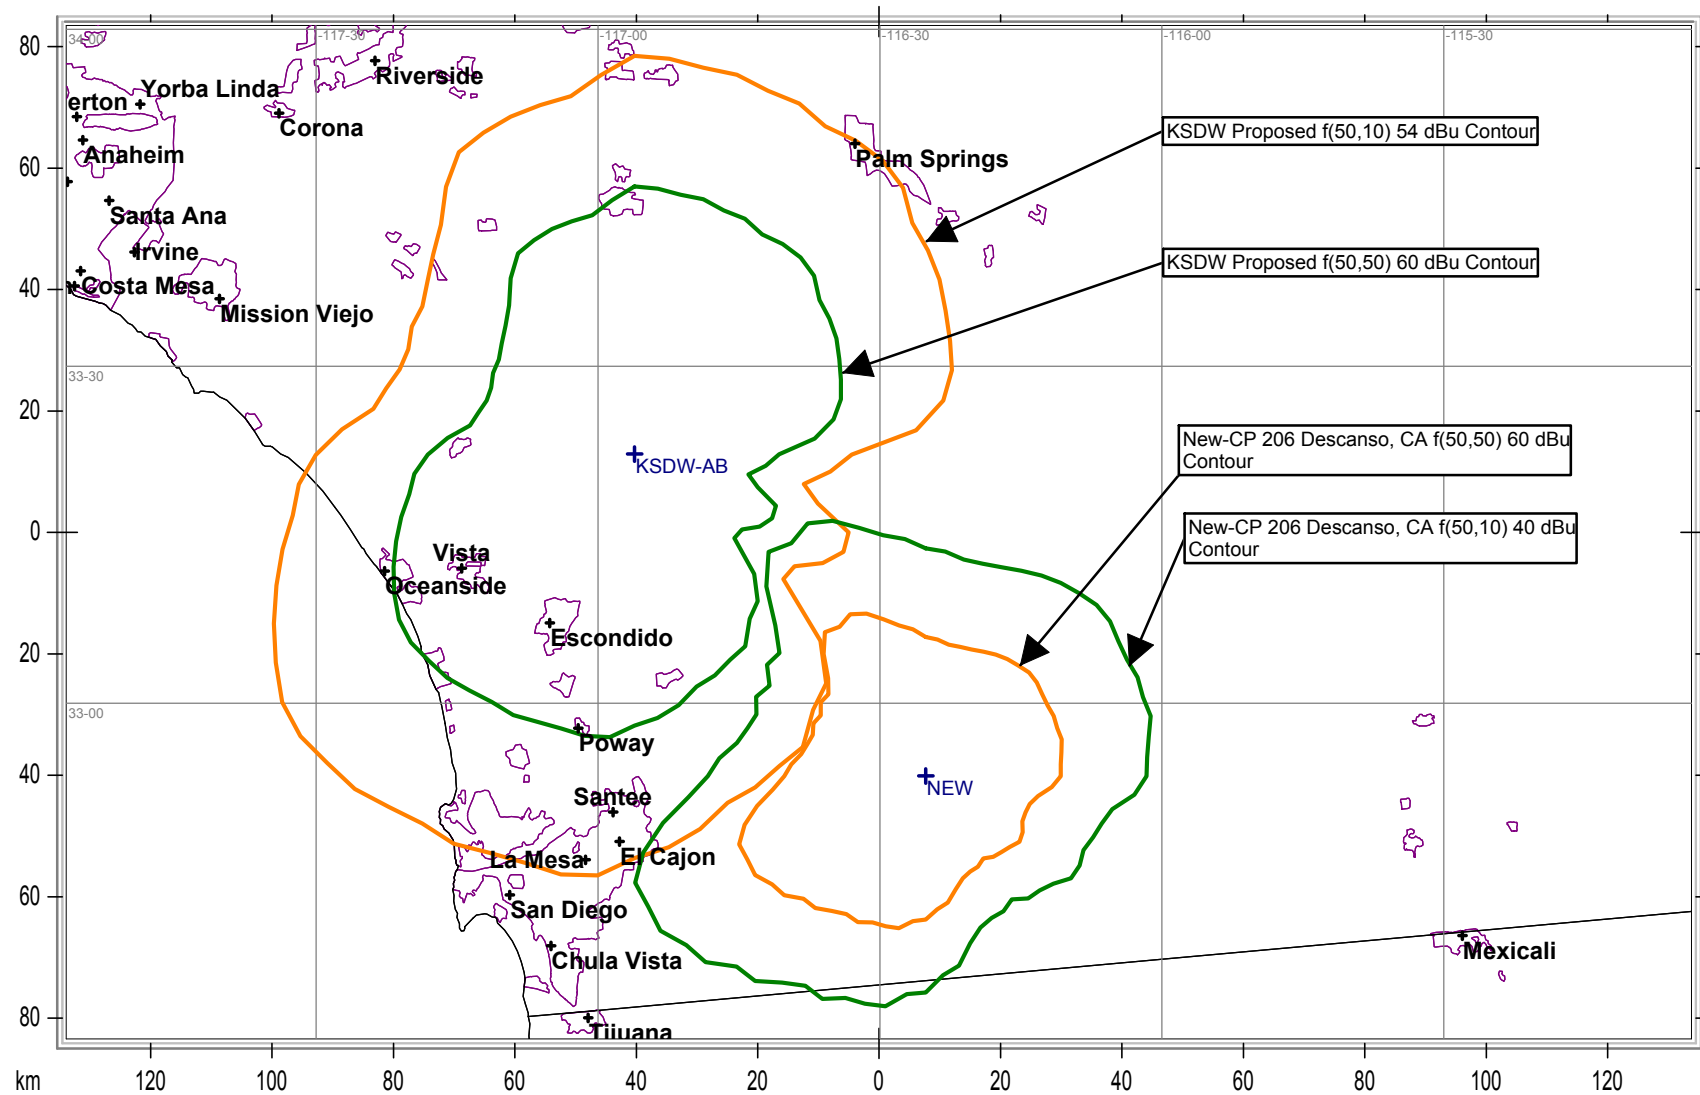 80
34-00
-117-30
-117-00
-116-30
-116-00
-115-30
Riverside
Yorba Linda
erton
Corona
KSDW Proposed f(50,10) 54 dBu Contour
Anaheim
Palm Springs
60
Santa Ana
Irvine
KSDW Proposed f(50,50) 60 dBu Contour
40
Costa Mesa
Mission Viejo
33-30
20
New-CP 206 Descanso, CA f(50,50) 60 dBu
Contour
KSDW-AB
0
New-CP 206 Descanso, CA f(50,10) 40 dBu
Contour
Vista
Oceanside
20
Escondido
33-00
Poway
40
NEW
Santee
La Mesa
El Cajon
60
San Diego
Chula Vista
Mexicali
80
Tijuana
km
120
100
80
60
40
20
0
20
40
60
80
100
120